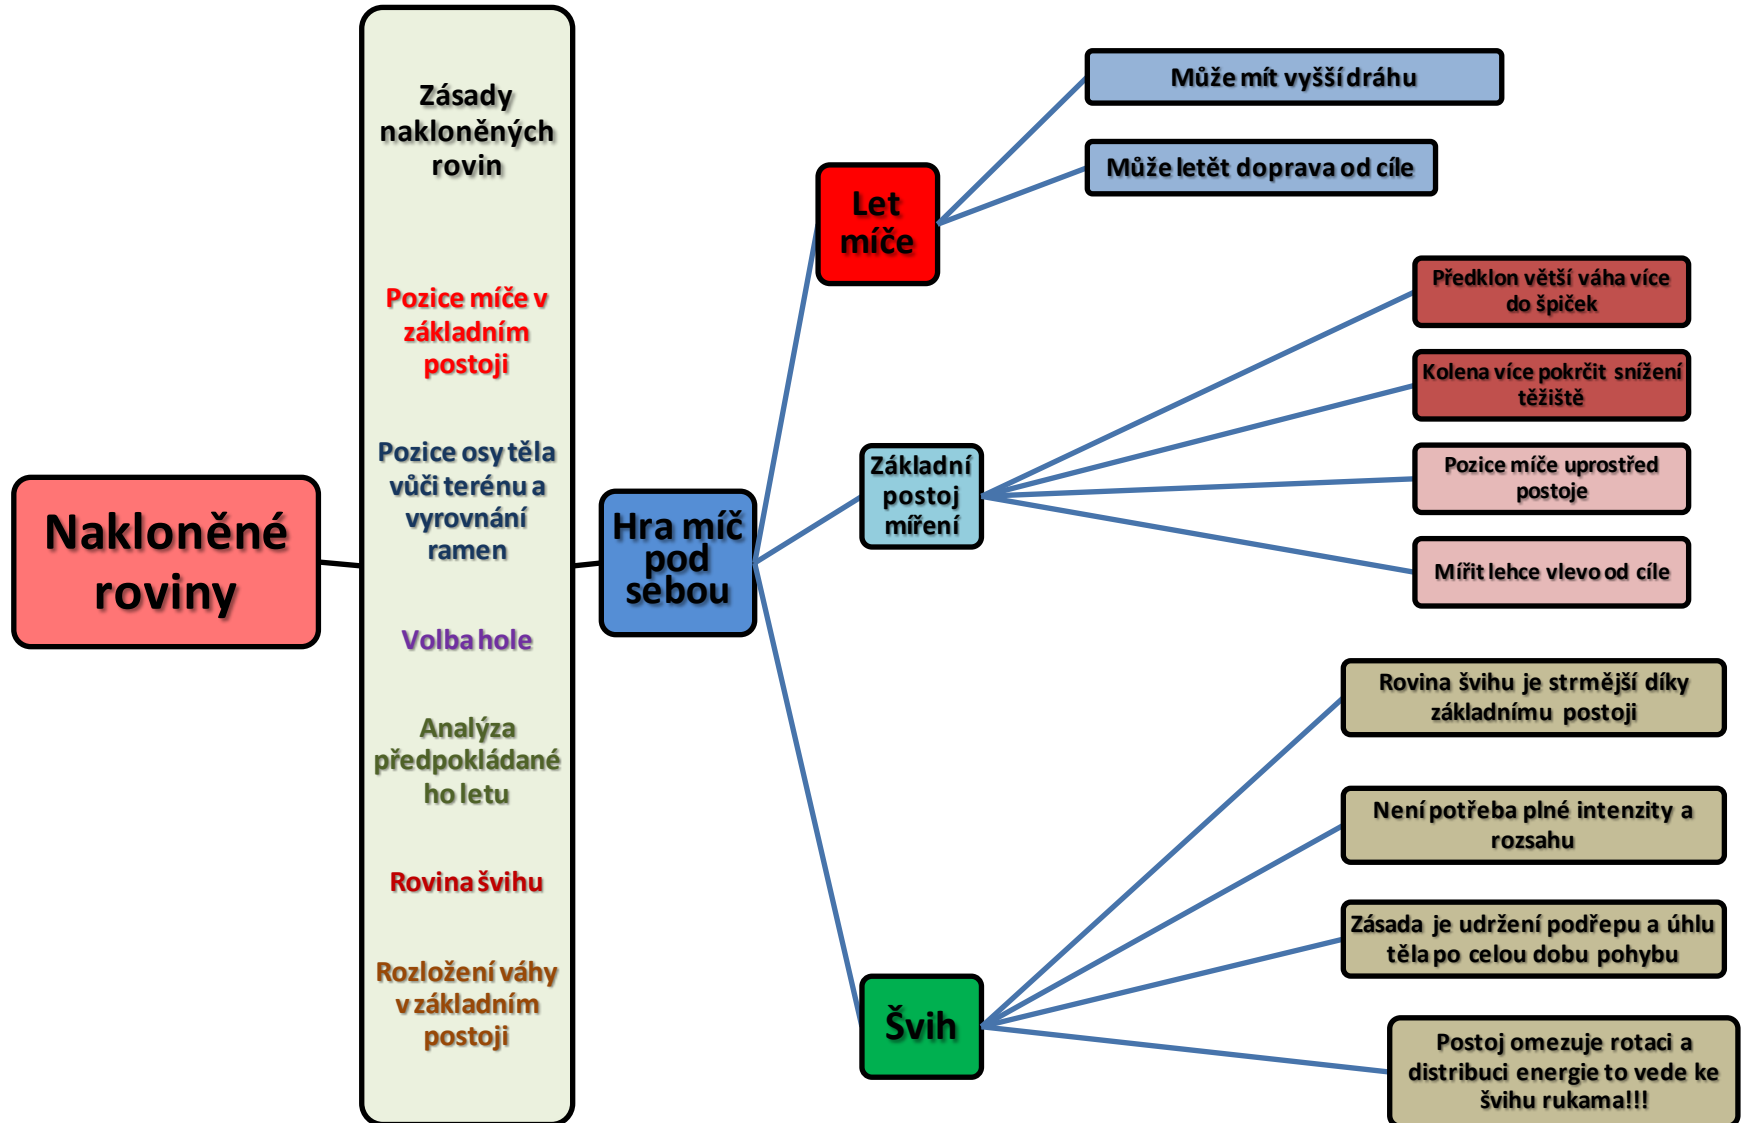 Nakloněné
roviny
Zásady
nakloněných
rovin
Pozice míče v
základním
postoji
Pozice osy těla
vůči terénu a
vyrovnání
ramen
Volba hole
Analýza
předpokládané
ho letu
Rovina švihu
Rozložení váhy
v základním
postoji
Hra míč
pod
sebou
Let
míče
Může mít vyšší dráhu
Může letět doprava od cíle
Základní
postoj
míření
Předklon větší váha více
do špiček
Kolena více pokrčit snížení
těžiště
Pozice míče uprostřed
postoje
Mířit lehce vlevo od cíle
Švih
Rovina švihu je strmější díky
základnímu postoji
Není potřeba plné intenzity a
rozsahu
Zásada je udržení podřepu a úhlu
těla po celou dobu pohybu
Postoj omezuje rotaci a
distribuci energie to vede ke
švihu rukama!!!